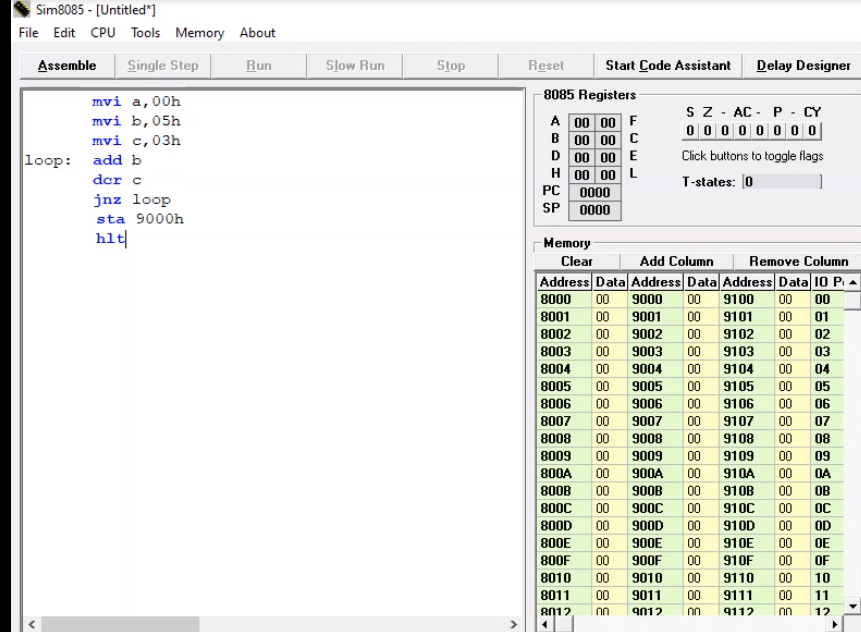 Sim8085 - [Untitled*]
File Edit CPU Tools Memory About
Assemble Single Step Run Slow Run Stop Reset Start Code Assistant Delay Designer
mvi a,00h
mvi b,05h
mvi c,03h
loop: add b
dcr c
jnz loop
sta 9000h
hlt
8085 Registers
A 00 00 F
B 00 00 C
D 00 00 E
H 00 00 L
PC 0000
SP 0000
S Z - AC - P - CY
0 0 0 0 0 0 0 0
Click buttons to toggle flags
T-states: 0
Memory
Clear Add Column Remove Column
Address Data Address Data Address Data IO
8000 00 9000 00 9100 00 00
8001 00 9001 00 9101 00 01
8002 00 9002 00 9102 00 02
8003 00 9003 00 9103 00 03
8004 00 9004 00 9104 00 04
8005 00 9005 00 9105 00 05
8006 00 9006 00 9106 00 06
8007 00 9007 00 9107 00 07
8008 00 9008 00 9108 00 08
8009 00 9009 00 9109 00 09
800A 00 900A 00 910A 00 0A
800B 00 900B 00 910B 00 0B
800C 00 900C 00 910C 00 0C
800D 00 900D 00 910D 00 0D
800E 00 900E 00 910E 00 0E
800F 00 900F 00 910F 00 0F
8010 00 9010 00 9110 00 10
8011 00 9011 00 9111 00 11
8012 00 9012 00 9112 00 12